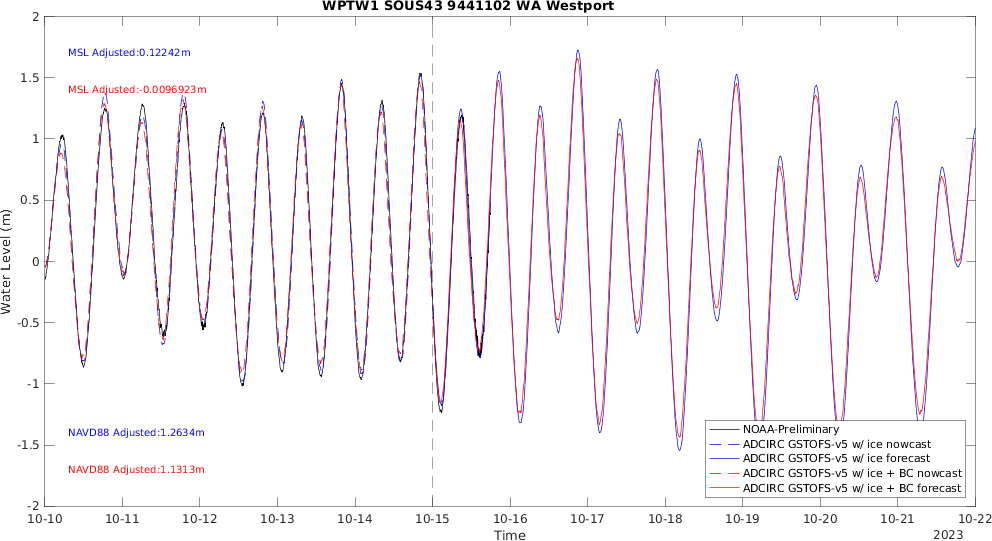 WPTW1 SOUS43 9441102 WA Westport
2
1.5
1
0.5
0
-0.5
-1
-1.5
-2
Water Level (m)
MSL Adjusted:0.12242m
MSL Adjusted:-0.0096923m
NAVD88 Adjusted:1.2634m
NAVD88 Adjusted:1.1313m
NOAA-Preliminary
ADCIRC GSTOFS-v5 w/ ice nowcast
ADCIRC GSTOFS-v5 w/ ice forecast
ADCIRC GSTOFS-v5 w/ ice + BC nowcast
ADCIRC GSTOFS-v5 w/ ice + BC forecast
10-10 10-11 10-12 10-13 10-14 10-15 10-16 10-17 10-18 10-19 10-20 10-21 10-22
Time
2023